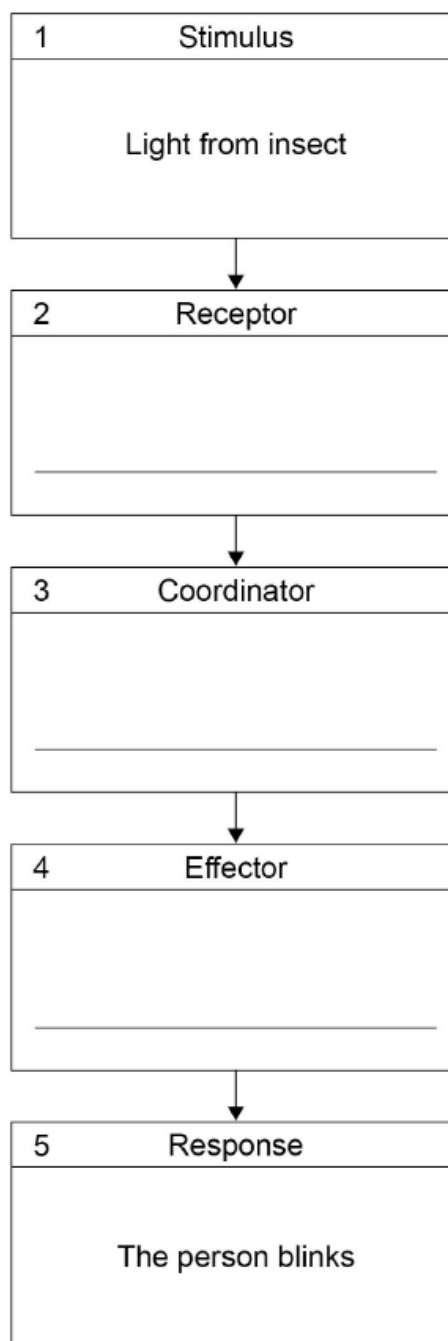 1 Stimulus
Light from insect
2 Receptor
3 Coordinator
4 Effector
5 Response
The person blinks